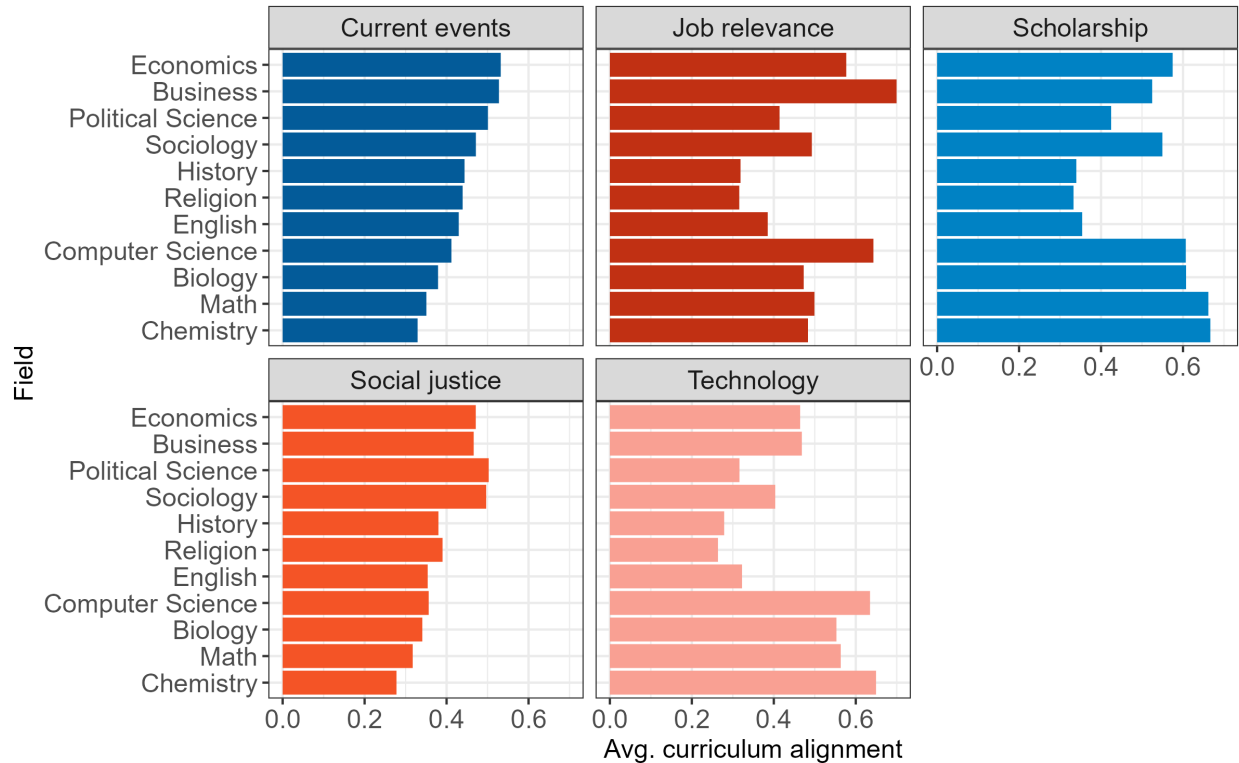 Current events Job relevance Scholarship
Economics
Business
Political Science
Sociology
History
Religion
English
Computer Science
Biology
Math
Chemistry
0.0 0.2 0.4 0.6
Field
Social justice Technology
Economics
Business
Political Science
Sociology
History
Religion
English
Computer Science
Biology
Math
Chemistry
0.0 0.2 0.4 0.6 0.0 0.2 0.4 0.6
Avg. curriculum alignment